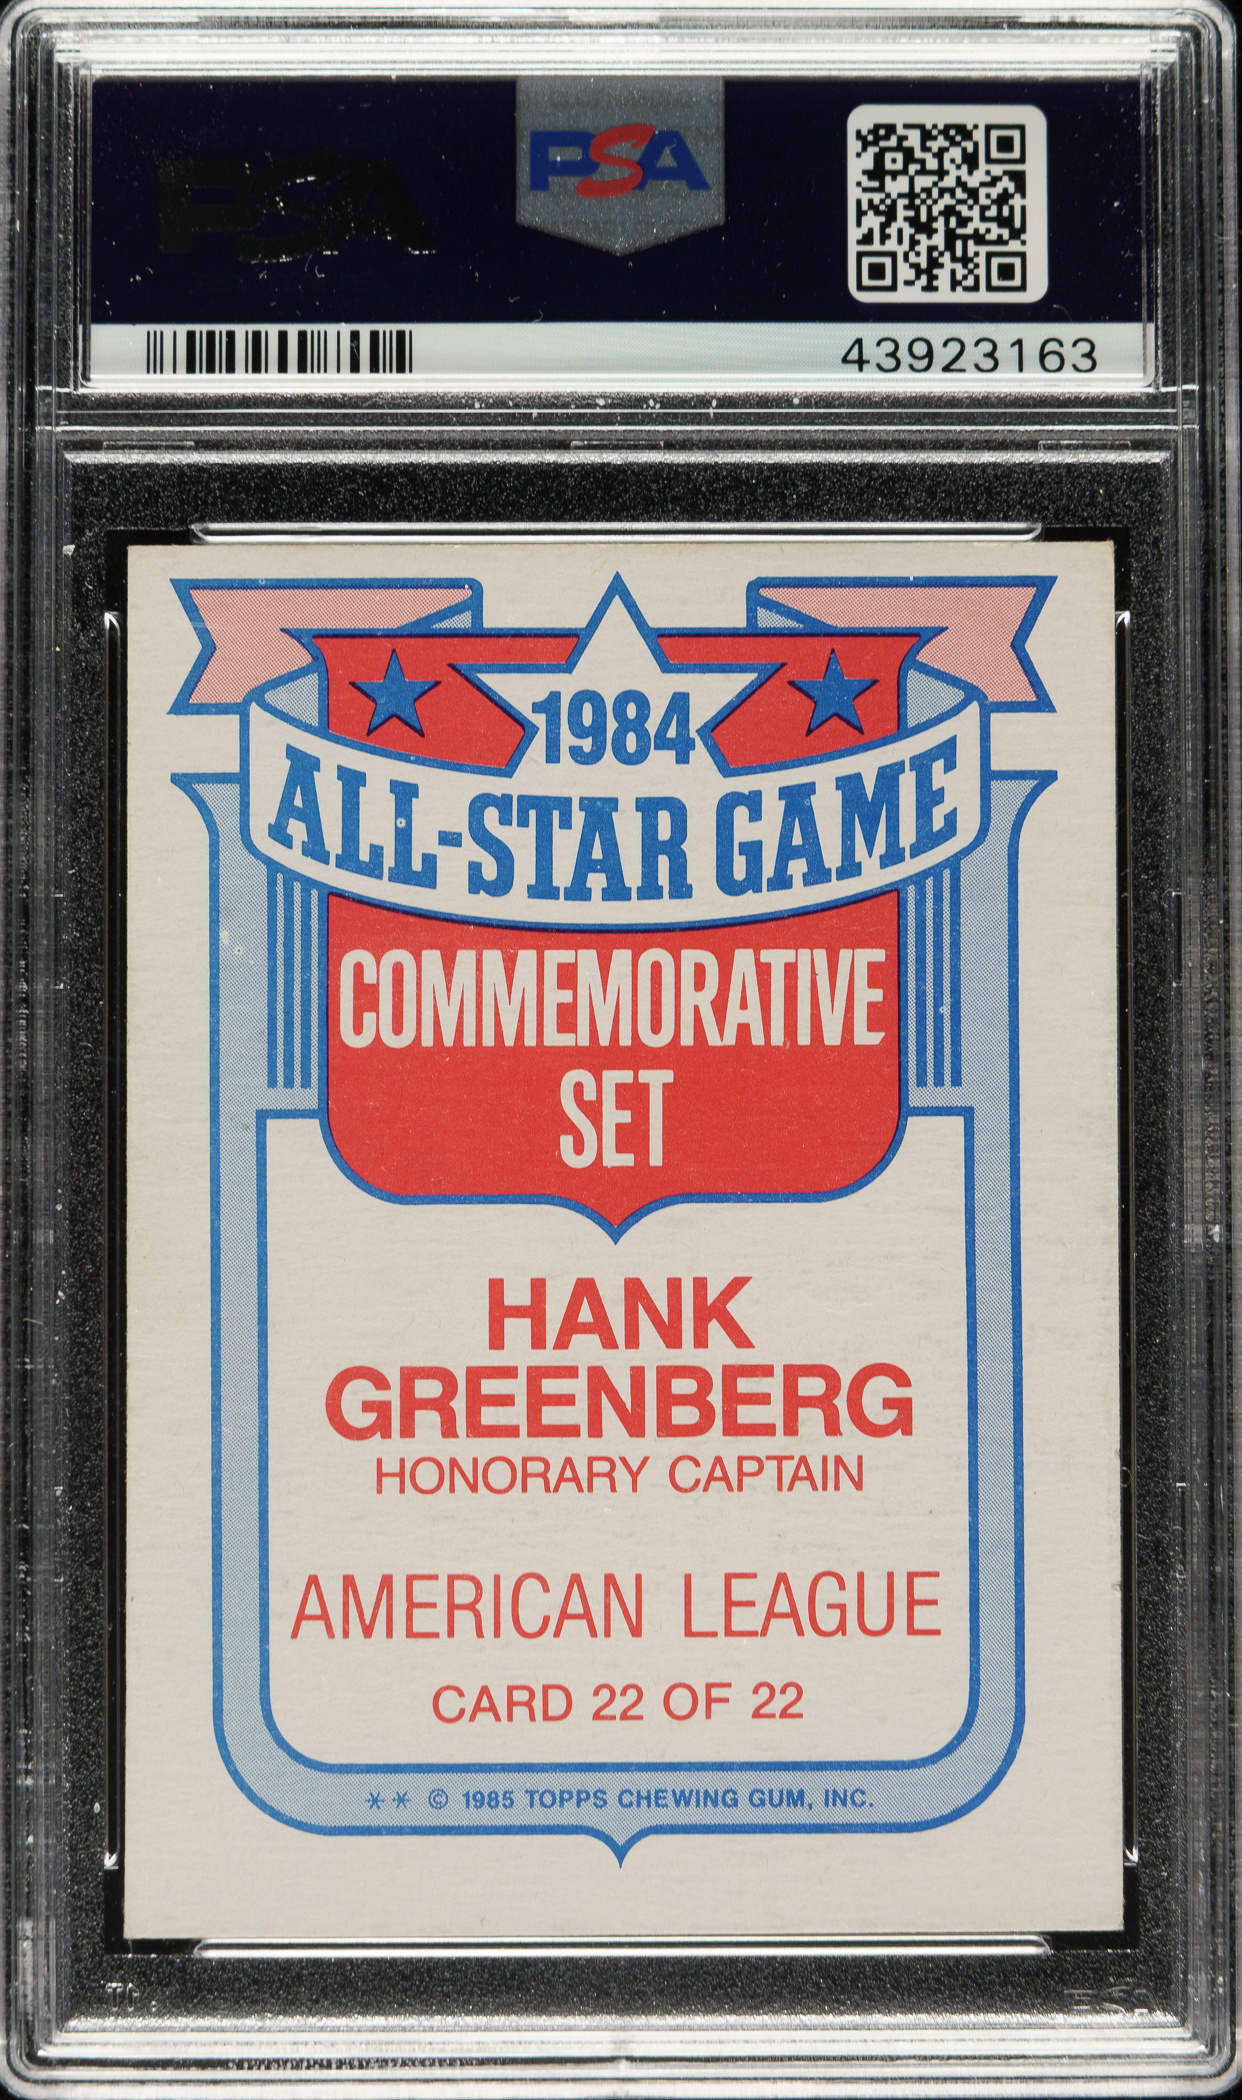 PSA
PSA
43923163
1984
ALL-STAR GAME
COMMEMORATIVE
SET
HANK
GREENBERG
HONORARY CAPTAIN
AMERICAN LEAGUE
CARD 22 OF 22
** © 1985 TOPPS CHEWING GUM, INC.